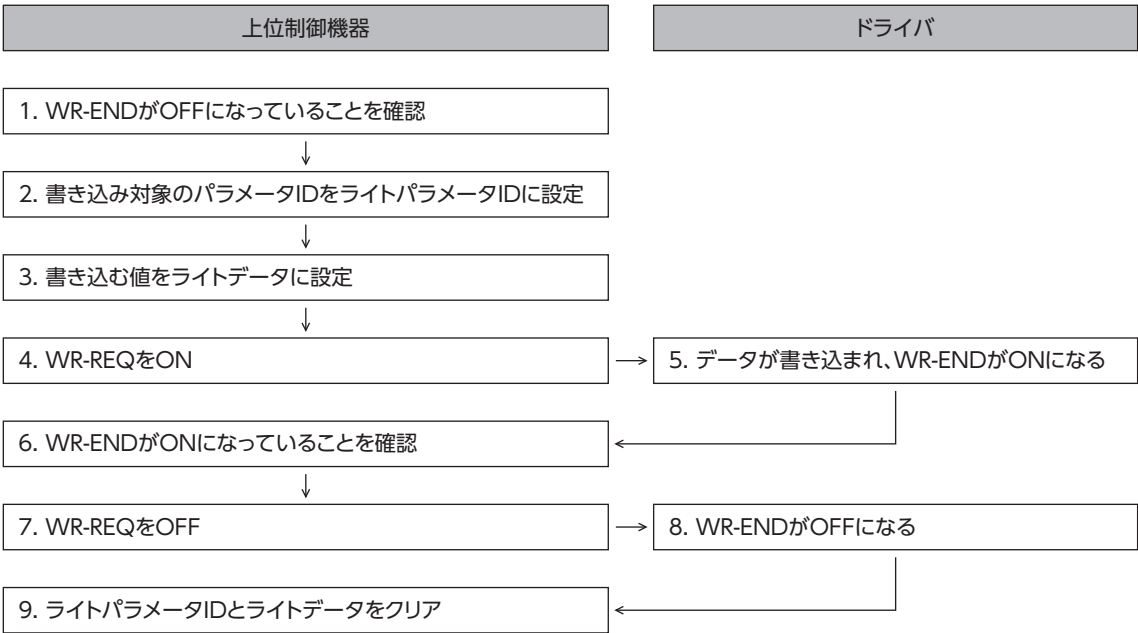 上位制御機器
ドライバ
1. WR-ENDがOFFになっていることを確認
2. 書き込み対象のパラメータIDをライトパラメータIDに設定
3. 書き込む値をライトデータに設定
4. WR-REQをON
5. データが書き込まれ、WR-ENDがONになる
6. WR-ENDがONになっていることを確認
7. WR-REQをOFF
8. WR-ENDがOFFになる
9. ライトパラメータIDとライトデータをクリア